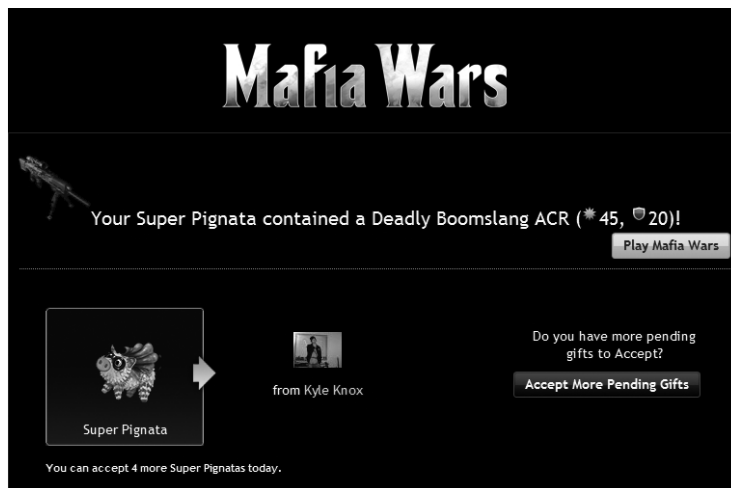 Mafia Wars
Your Super Pignata contained a Deadly Boomslang ACR (45, 20)!
Play Mafia Wars
Do you have more pending
gifts to Accept?
from Kyle Knox
Accept More Pending Gifts
Super Pignata
You can accept 4 more Super Pignatas today.